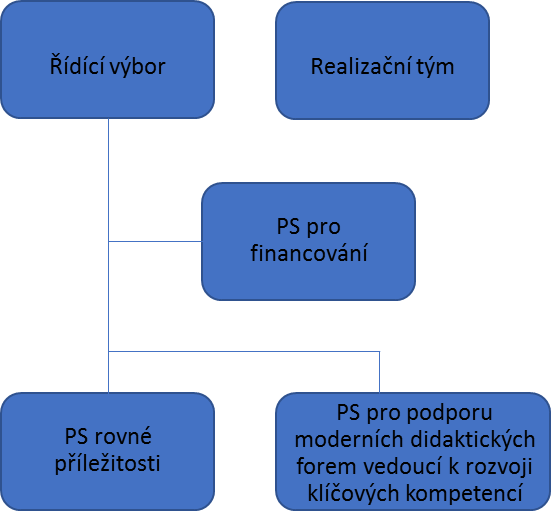 Řídící výbor
Realizační tým
PS pro
financování
PS rovné
příležitosti
PS pro podporu
moderních didaktických
forem vedoucí k rozvoji
klíčových kompetencí